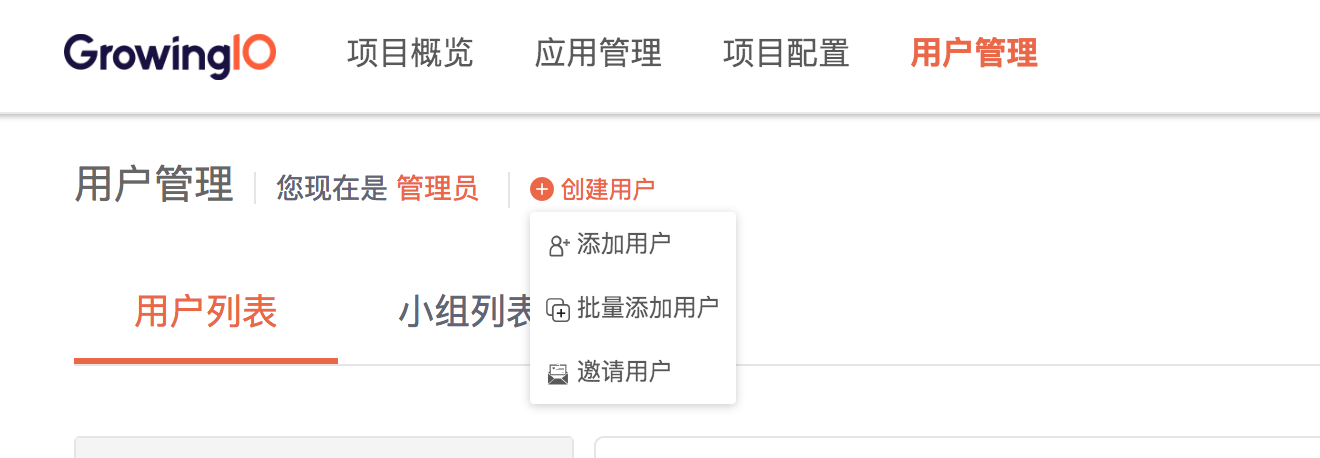 GrowingIO 项目概览 应用管理 项目配置 用户管理
用户管理 您现在是 管理员 创建用户
添加用户
用户列表 小组列表 批量添加用户
邀请用户